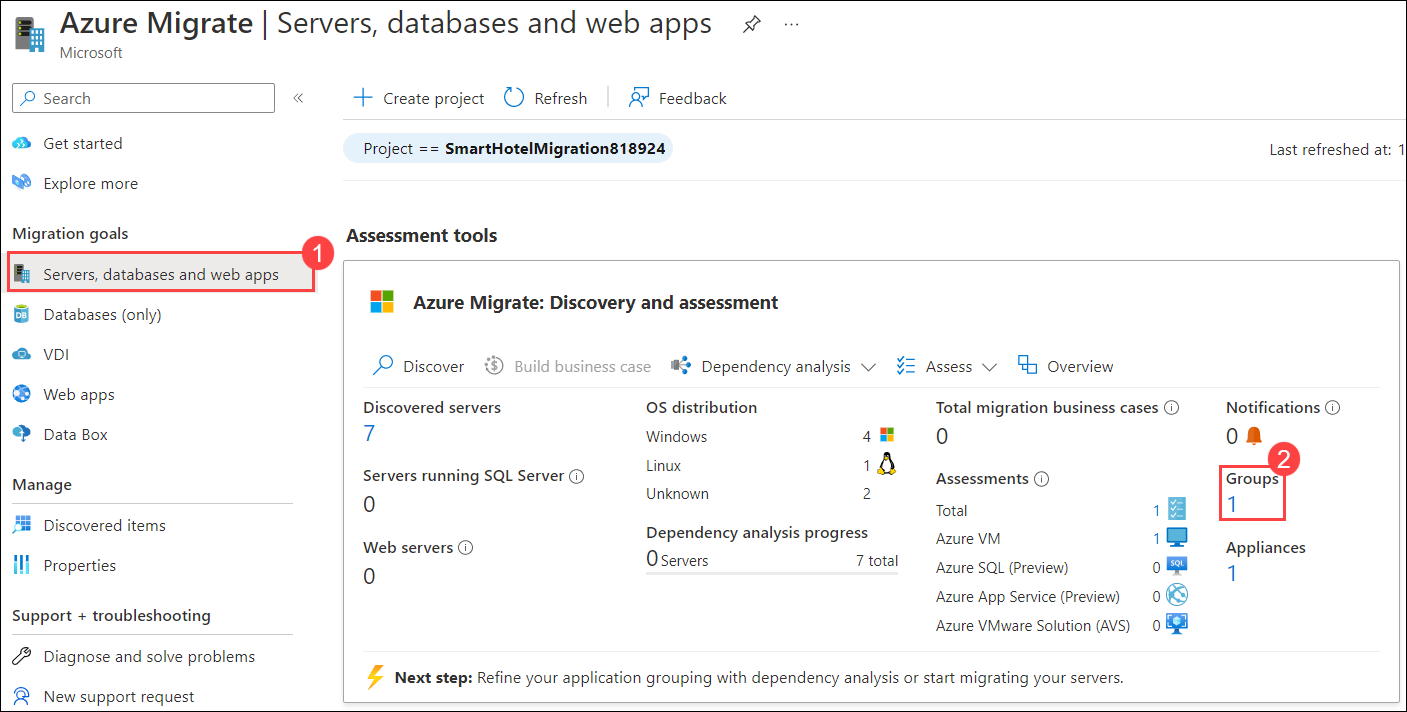 Azure Migrate | Servers, databases and web apps ...
Microsoft
Search «
Create project Refresh Feedback
Get started
Explore more
Project == SmartHotelMigration818924
Last refreshed at: 1
Migration goals
Servers, databases and web apps
1
Databases (only)
VDI
Web apps
Data Box
Manage
Discovered items
Properties
Support + troubleshooting
Diagnose and solve problems
New support request
Assessment tools
Azure Migrate: Discovery and assessment
Discover Build business case Dependency analysis Assess Overview
Discovered servers
7
Servers running SQL Server
0
Web servers
0
OS distribution
Windows 4
Linux 1
Unknown 2
Dependency analysis progress
0 Servers 7 total
Total migration business cases
0
Assessments
Total 1
Azure VM 1
Azure SQL (Preview) 0 SQL
Azure App Service (Preview) 0
Azure VMware Solution (AVS) 0
Notifications
0
2
Groups
1
Appliances
1
Next step: Refine your application grouping with dependency analysis or start migrating your servers.